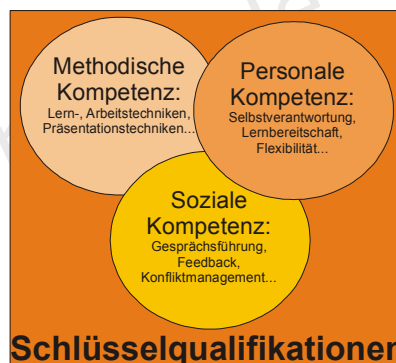 Methodische
Kompetenz:
Lern-, Arbeitstechniken,
Präsentationstechniken...
Personale
Kompetenz:
Selbstverantwortung,
Lernbereitschaft,
Flexibilität...
Soziale
Kompetenz:
Gesprächsführung,
Feedback,
Konfliktmanagement...
Schlüsselqualifikationen